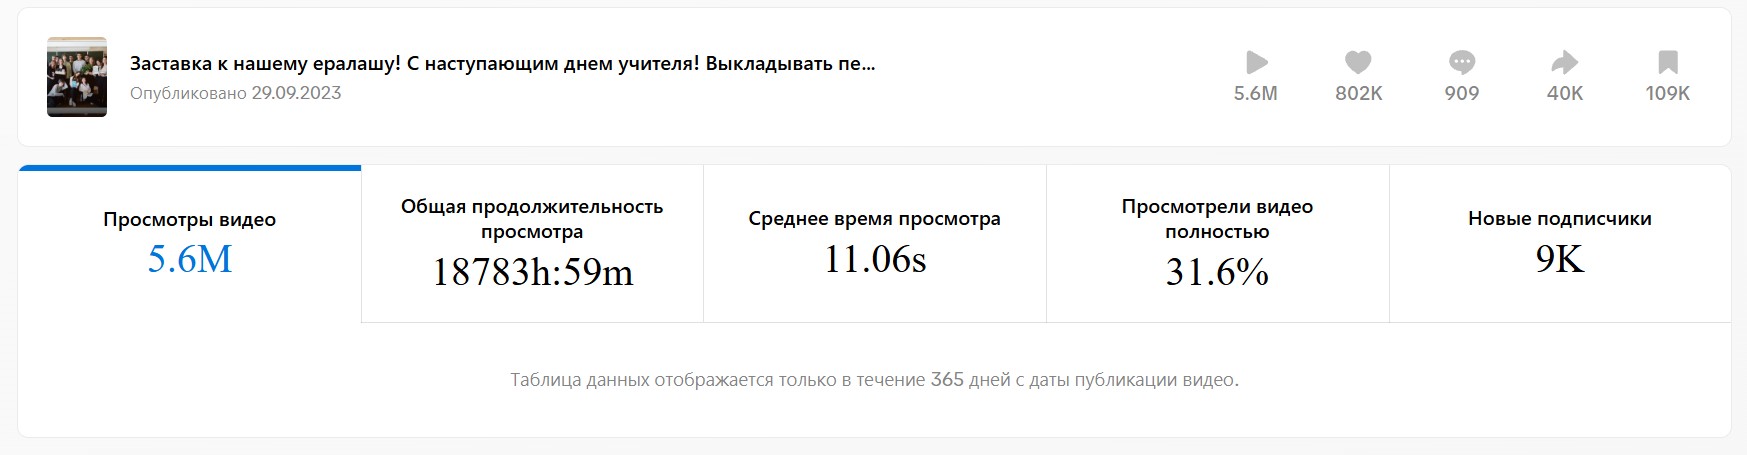 Заставка к нашему ералашу! С наступающим днем учителя! Выкладывать пе...
Опубликовано 29.09.2023
5.6M 802K 909 40K 109K
Просмотры видео
5.6M
Общая продолжительность
просмотра
18783h:59m
Среднее время просмотра
11.06s
Просмотрели видео
полностью
31.6%
Новые подписчики
9K
Таблица данных отображается только в течение 365 дней с даты публикации видео.